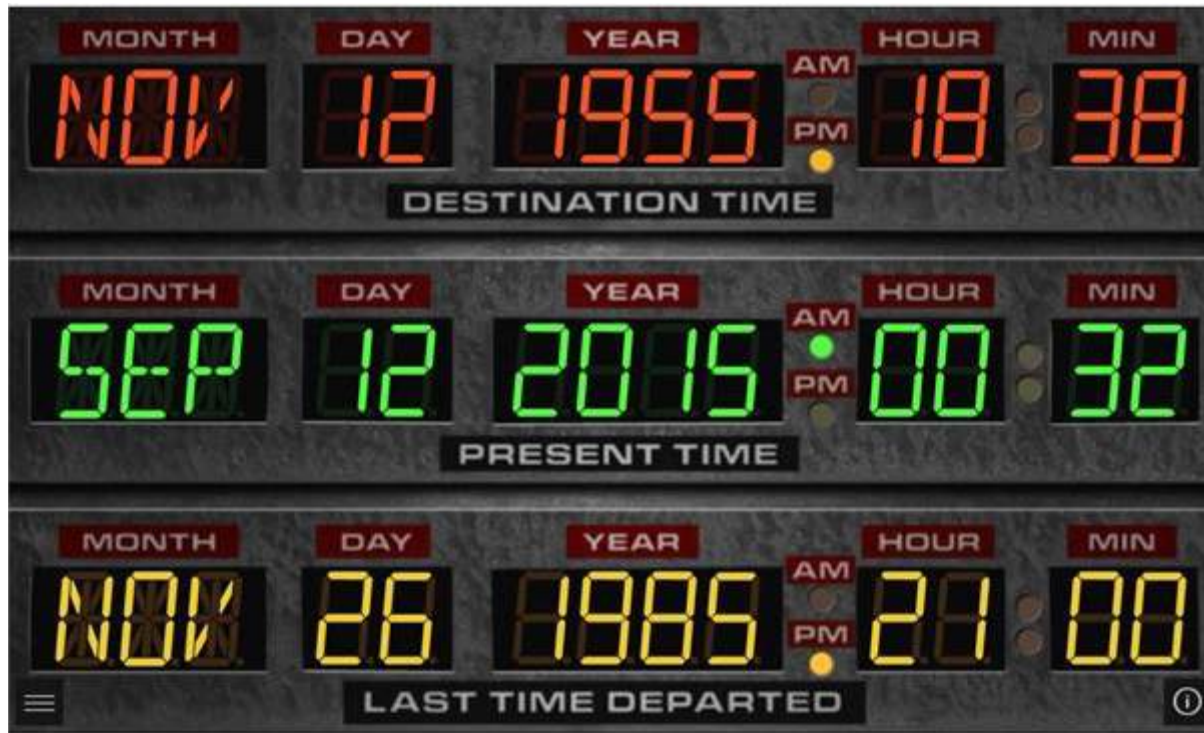 MONTH DAY YEAR HOUR MIN
AM
NOV 12 1955 18 38
PM
DESTINATION TIME
MONTH DAY YEAR HOUR MIN
AM
SEP 12 2015 00 32
PM
PRESENT TIME
MONTH DAY YEAR HOUR MIN
AM
NOV 26 1985 21 00
PM
LAST TIME DEPARTED